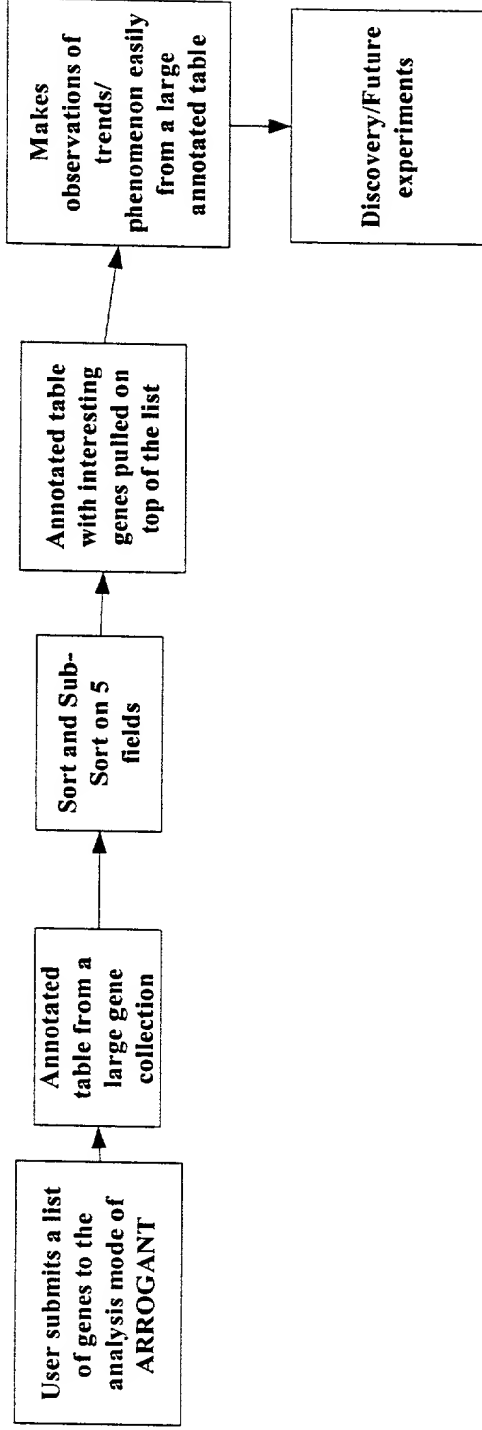 User submits a list
of genes to the
analysis mode of
ARROGANT
Annotated
table from a
large gene
collection
Sort and Sub-
Sort on 5
fields
Annotated table
with interesting
genes pulled on
top of the list
Makes
observations of
trends/
phenomenon easily
from a large
annotated table
Discovery/Future
experiments